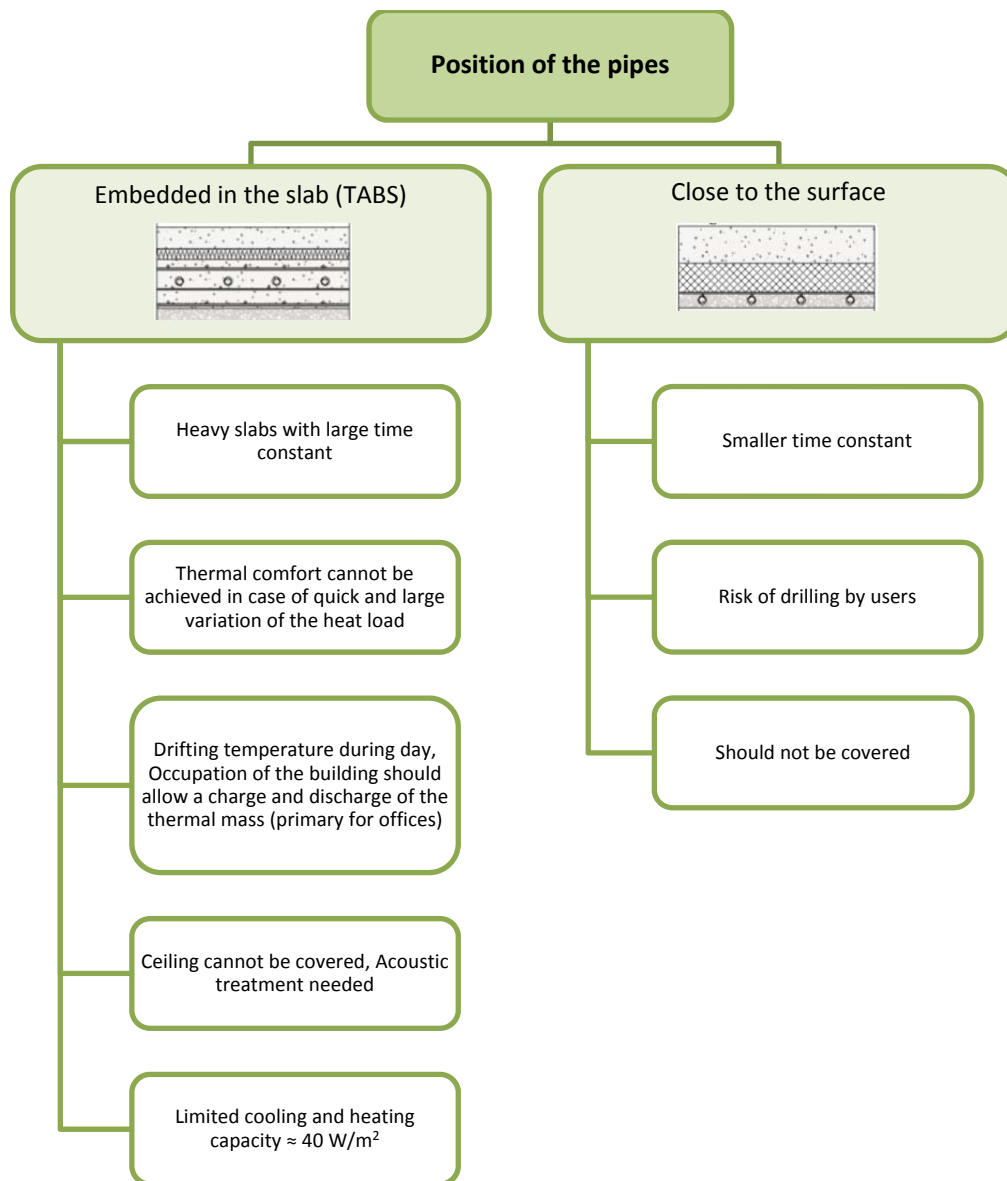 Position of the pipes
Embedded in the slab (TABS)
Heavy slabs with large time
constant
Thermal comfort cannot be
achieved in case of quick and large
variation of the heat load
Drifting temperature during day,
Occupation of the building should
allow a charge and discharge of the
thermal mass (primary for offices)
Ceiling cannot be covered, Acoustic
treatment needed
Limited cooling and heating
capacity ≈ 40 W/m²
Close to the surface
Smaller time constant
Risk of drilling by users
Should not be covered